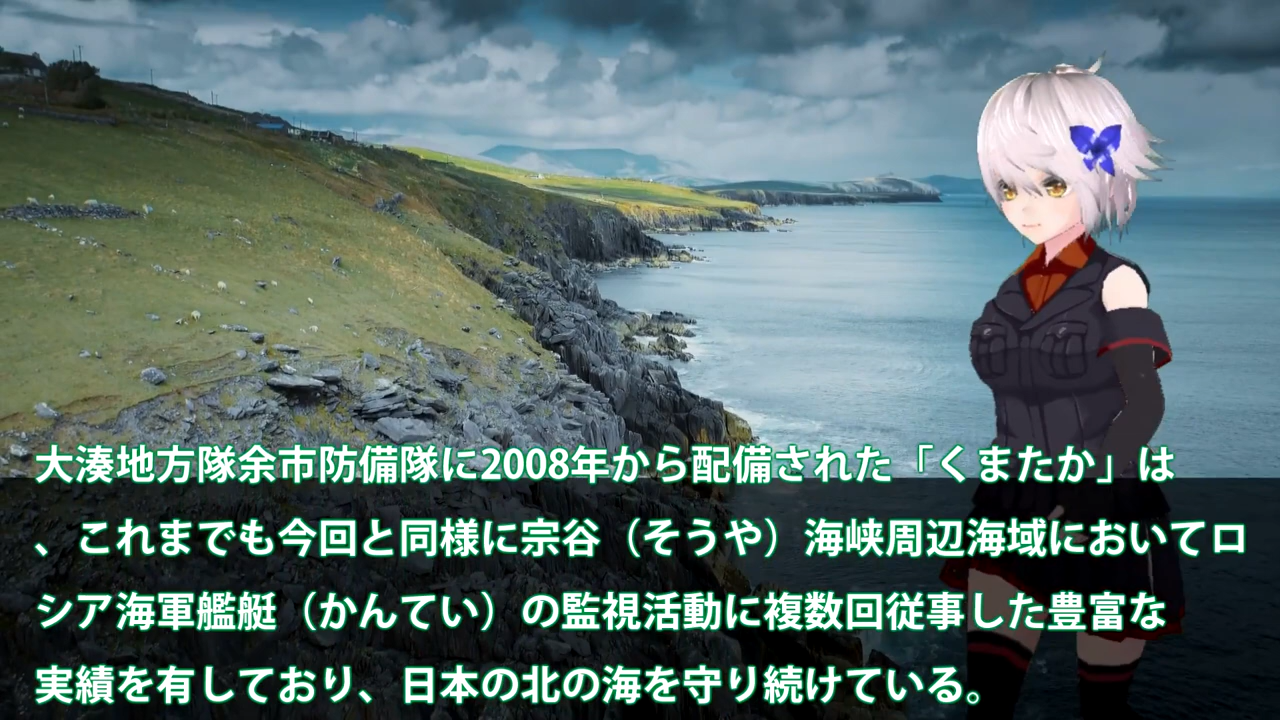 大湊地方隊余市防備隊に2008年から配備された「くまたか」は
、これまでも今回と同様に宗谷（そうや）海峡周辺海域においてロ
シア海軍艦艇（かんてい）の監視活動に複数回従事した豊富な
実績を有しており、日本の北の海を守り続けている。